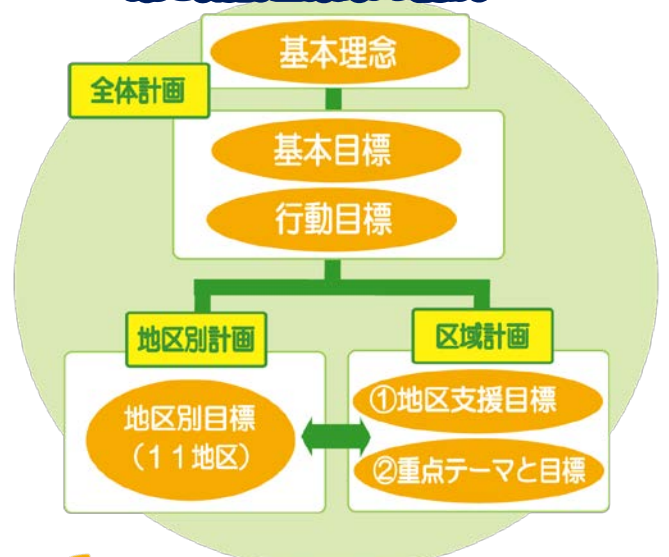 基本理念
全体計画
基本目標
行動目標
地区別計画
区域計画
地区別目標
（１１地区）
①地区支援目標
②重点テーマと目標